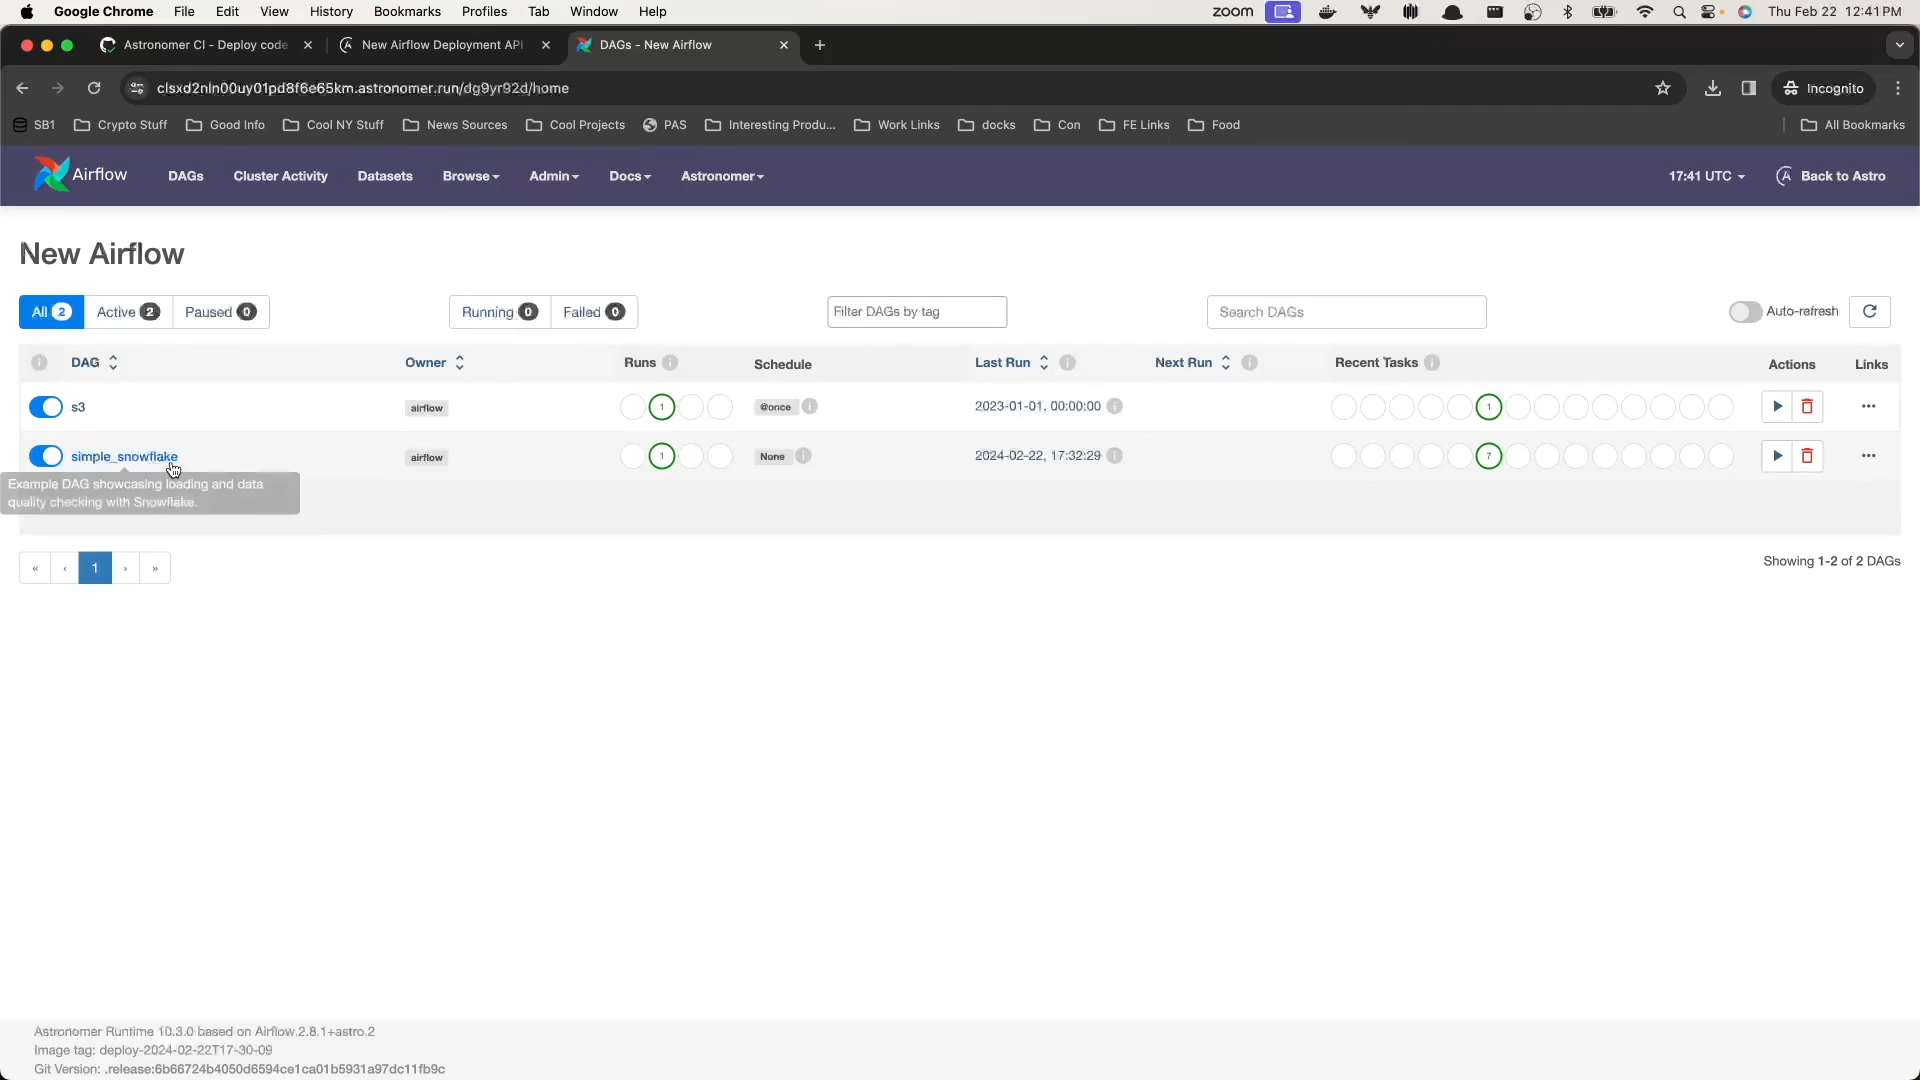 Google Chrome File Edit View History Bookmarks Profiles Tab Window Help
zoom Thu Feb 22 12:41 PM
Astronomer CI - Deploy code
New Airflow Deployment API
DAGs - New Airflow
clsxd2nln00uy01pd8f6e65km.astronomer.run/dg9yr92d/home
Incognito
SB1 Crypto Stuff Good Info Cool NY Stuff News Sources Cool Projects PAS Interesting Produ... Work Links docks Con FE Links Food
All Bookmarks
Airflow DAGs Cluster Activity Datasets Browse Admin Docs Astronomer
17:41 UTC Back to Astro
New Airflow
All 2 Active 2 Paused 0
Running 0 Failed 0
Filter DAGs by tag
Search DAGs
Auto-refresh
DAG Owner Runs Schedule Last Run Next Run Recent Tasks Actions Links
s3 airflow 1 @once 2023-01-01, 00:00:00 1
simple_snowflake airflow 1 None 2024-02-22, 17:32:29 7
Example DAG showcasing loading and data
quality checking with Snowflake.
« ‹ 1 › »
Showing 1-2 of 2 DAGs
Astronomer Runtime 10.3.0 based on Airflow 2.8.1+astro.2
Image tag: deploy-2024-02-22T17-30-09
Git Version: .release:6b66724b4050d6594ce1ca01b5931a97dc11fb9c